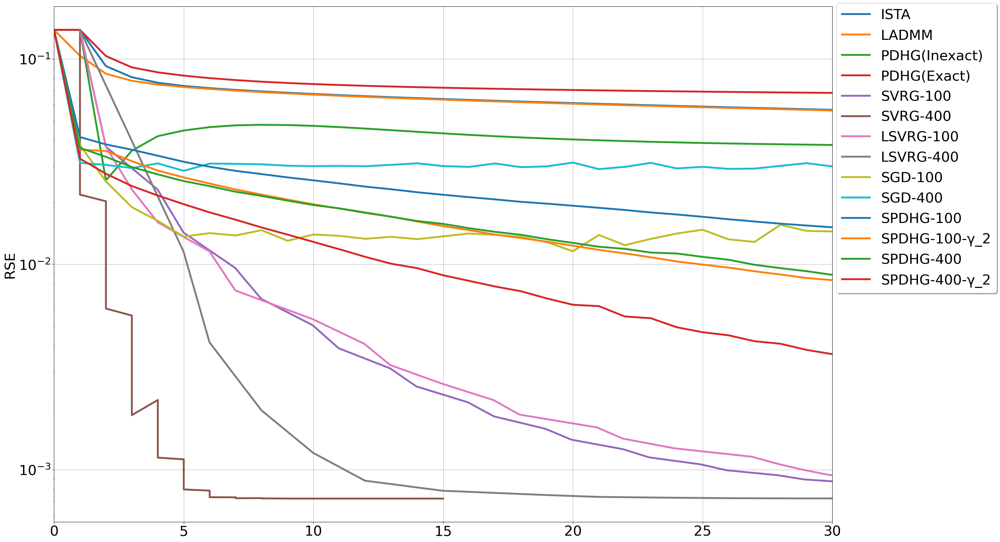 RSE
10⁻¹
10⁻²
10⁻³
0 5 10 15 20 25 30
ISTA
LADMM
PDHG(Inexact)
PDHG(Exact)
SVRG-100
SVRG-400
LSVRG-100
LSVRG-400
SGD-100
SGD-400
SPDHG-100
SPDHG-100-γ_2
SPDHG-400
SPDHG-400-γ_2